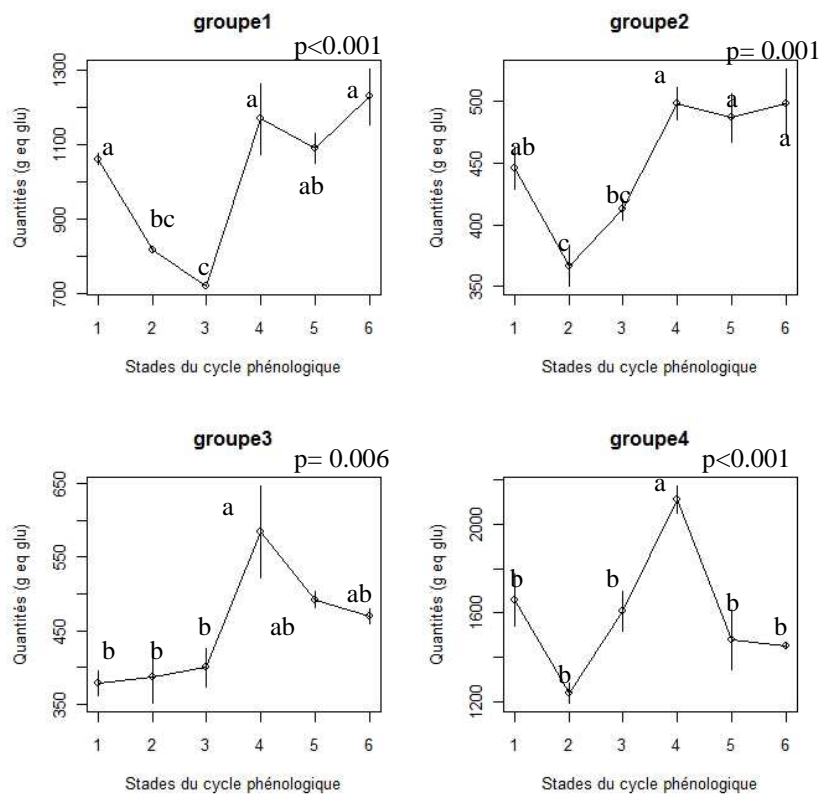 groupe1
p<0.001
Quantités (g eq glu)
1300
1100
900
700
a
bc
c
a
ab
a
1 2 3 4 5 6
Stades du cycle phénologique
groupe2
p= 0.001
Quantités (g eq glu)
500
450
400
350
ab
c
bc
a
a
a
1 2 3 4 5 6
Stades du cycle phénologique
groupe3
p= 0.006
Quantités (g eq glu)
650
550
450
350
b
b
b
a
ab
ab
1 2 3 4 5 6
Stades du cycle phénologique
groupe4
p<0.001
Quantités (g eq glu)
2000
1600
1200
b
b
b
a
b
b
1 2 3 4 5 6
Stades du cycle phénologique